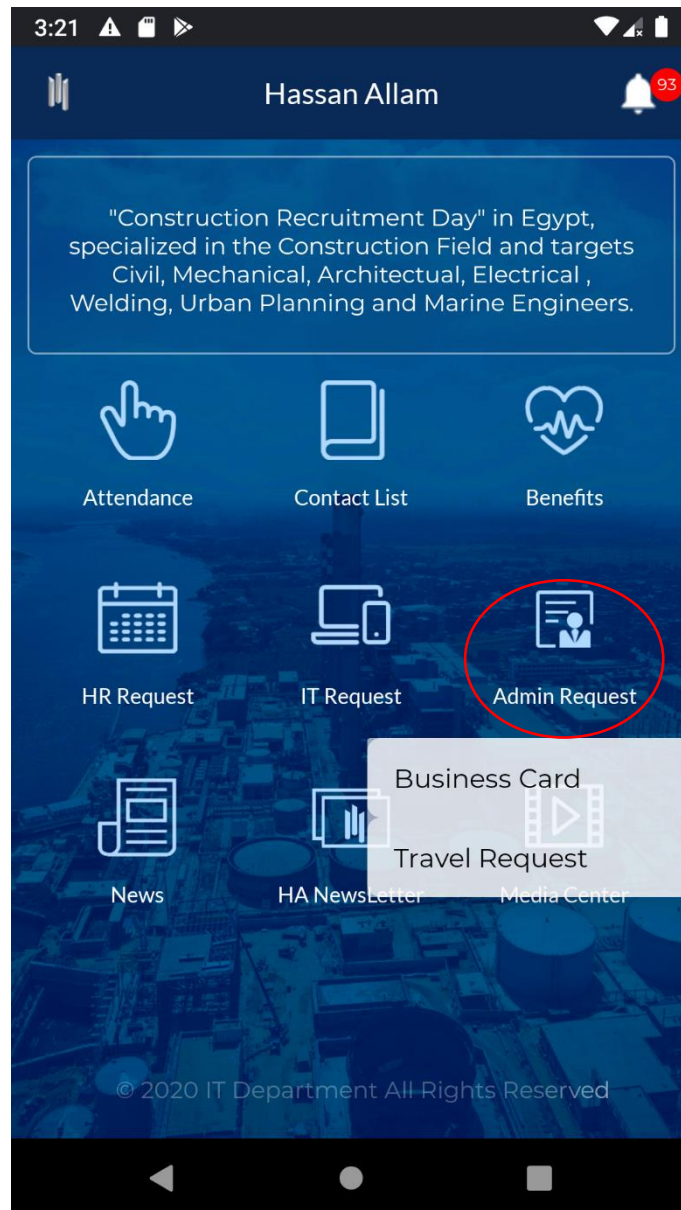 3:21
Hassan Allam
93
"Construction Recruitment Day" in Egypt,
specialized in the Construction Field and targets
Civil, Mechanical, Architectual, Electrical ,
Welding, Urban Planning and Marine Engineers.
Attendance
Contact List
Benefits
HR Request
IT Request
Admin Request
Business Card
Travel Request
News
HA NewsLetter
Media Center
© 2020 IT Department All Rights Reserved